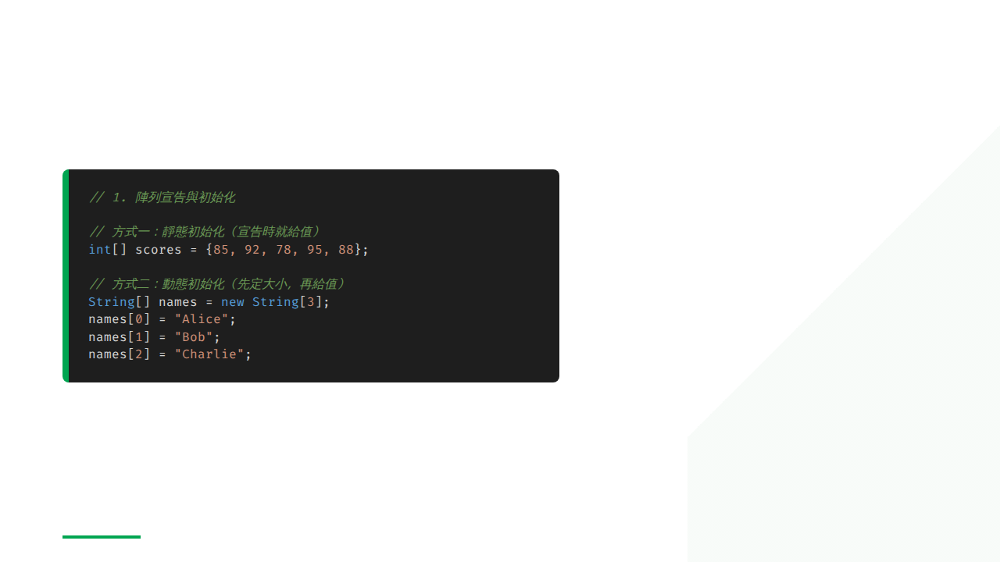 // 1. 陣列宣告與初始化
// 方式一：靜態初始化（宣告時就給值）
int[] scores = {85, 92, 78, 95, 88};
// 方式二：動態初始化（先定大小, 再給值）
String[] names = new String[3];
names[0] = "Alice";
names[1] = "Bob";
names[2] = "Charlie";